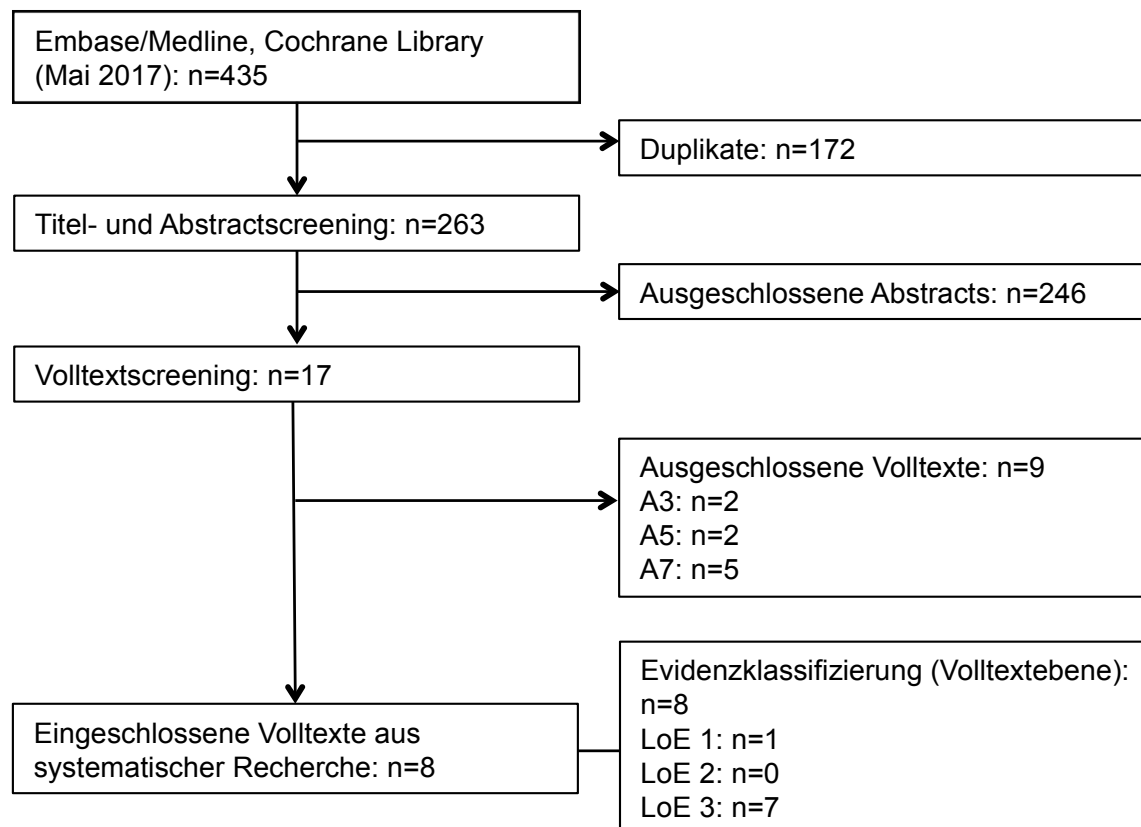 Embase/Medline, Cochrane Library
(Mai 2017): n=435
Duplikate: n=172
Titel- und Abstractscreening: n=263
Ausgeschlossene Abstracts: n=246
Volltextscreening: n=17
Ausgeschlossene Volltexte: n=9
A3: n=2
A5: n=2
A7: n=5
Evidenzklassifizierung (Volltextebene):
n=8
LoE 1: n=1
LoE 2: n=0
LoE 3: n=7
Eingeschlossene Volltexte aus
systematischer Recherche: n=8